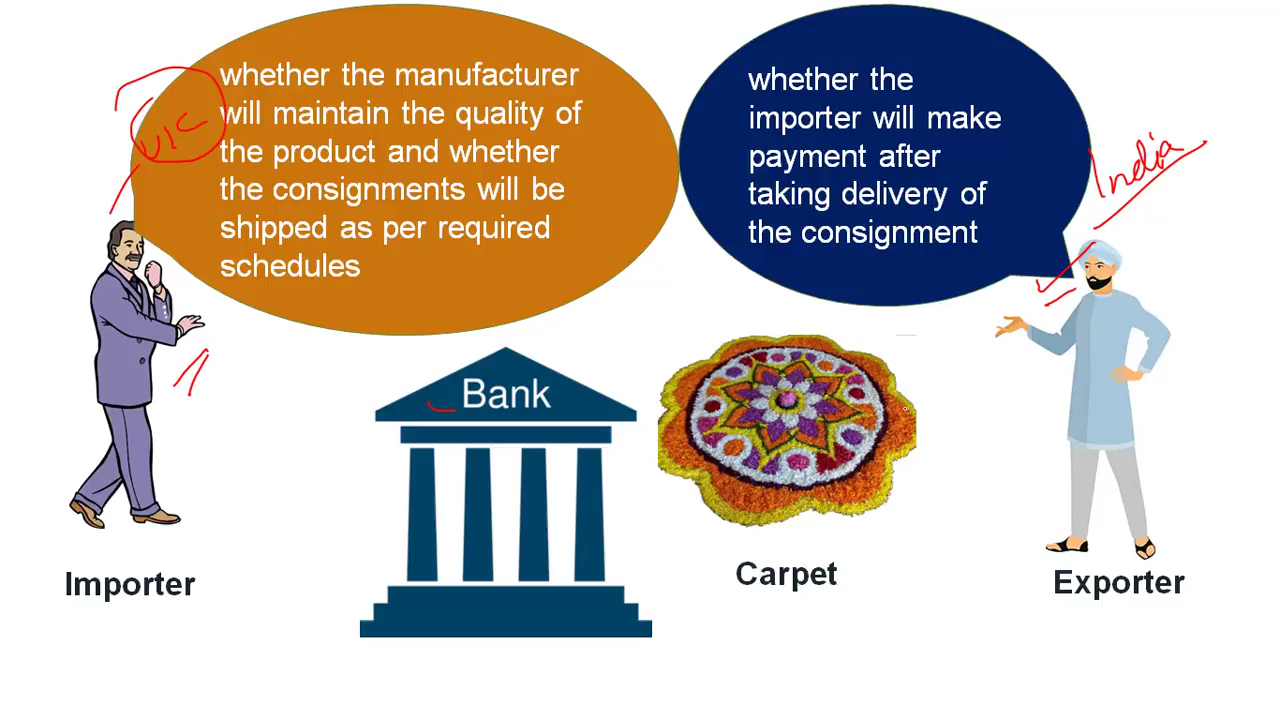 whether the manufacturer
will maintain the quality of
the product and whether
the consignments will be
shipped as per required
schedules
whether the
importer will make
payment after
taking delivery of
the consignment
India
Bank
Carpet
Importer
Exporter